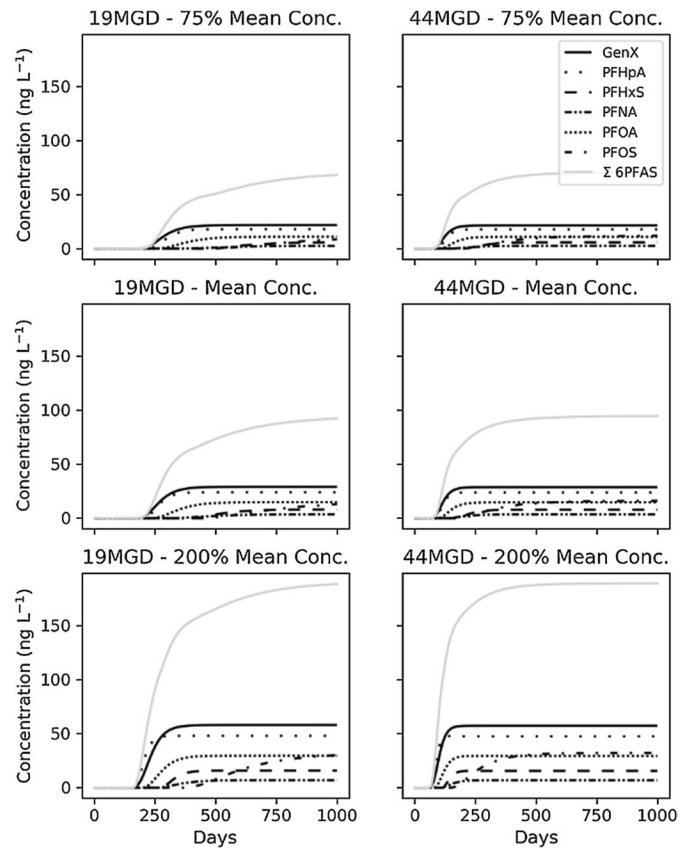 19MGD - 75% Mean Conc.
44MGD - 75% Mean Conc.
Concentration (ng L⁻¹)
150
100
50
0
GenX
PFHpA
PFHxS
PFNA
PFOA
PFOS
Σ 6PFAS
19MGD - Mean Conc.
44MGD - Mean Conc.
Concentration (ng L⁻¹)
150
100
50
0
19MGD - 200% Mean Conc.
44MGD - 200% Mean Conc.
Concentration (ng L⁻¹)
150
100
50
0
0 250 500 750 1000
0 250 500 750 1000
Days
Days